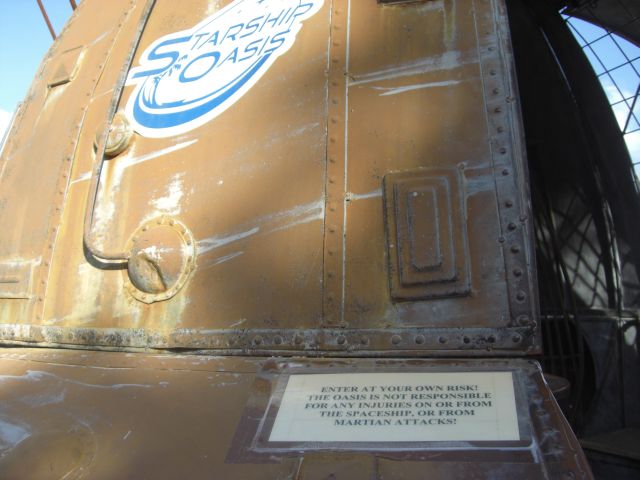 STARSHIP
OASIS
ENTER AT YOUR OWN RISK!
THE OASIS IS NOT RESPONSIBLE
FOR ANY INJURIES ON OR FROM
THE SPACESHIP, OR FROM
MARTIAN ATTACKS!